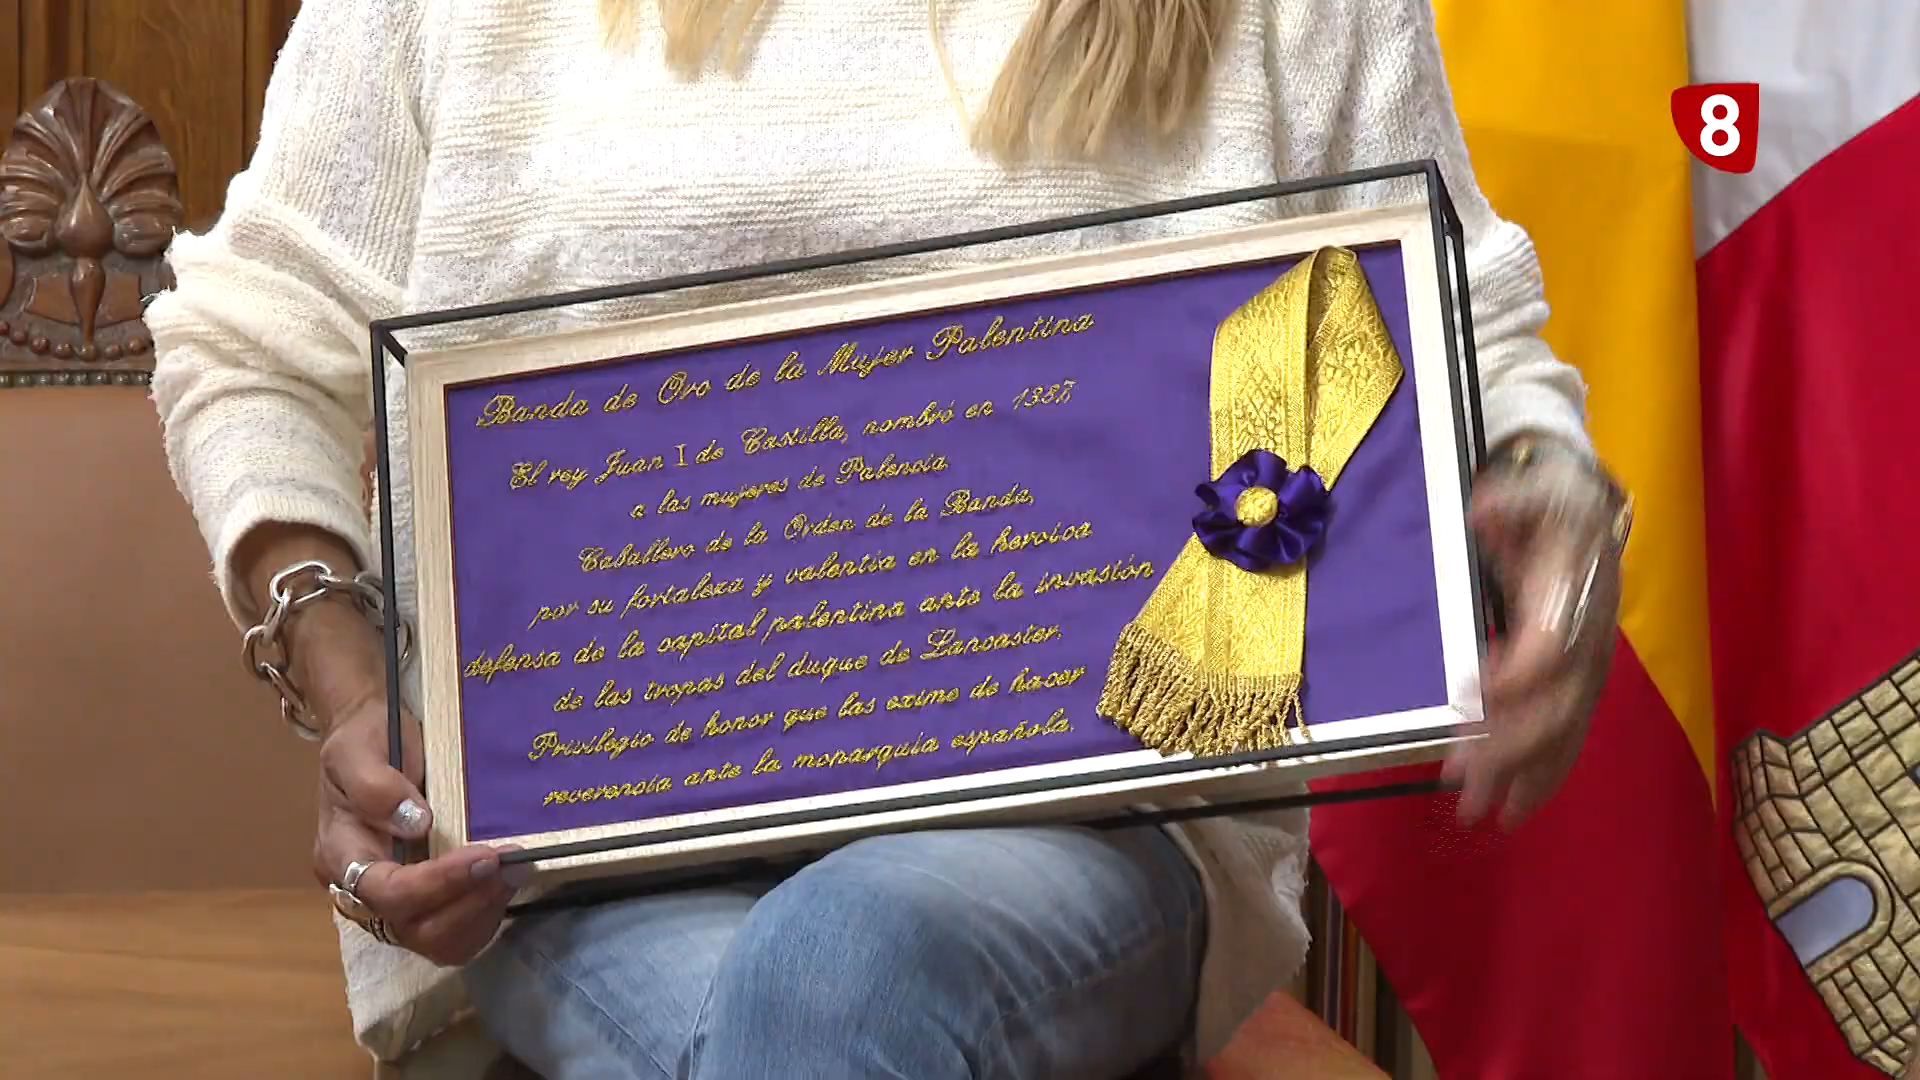 8
Banda de Oro de la Mujer Palentina
El rey Juan I de Castilla, nombró en 1387
a las mujeres de Palencia
Caballero de la Orden de la Banda,
por su fortaleza y valentía en la heroica
defensa de la capital palentina ante la invasión
de las tropas del duque de Lancaster.
Privilegio de honor que las exime de hacer
reverencia ante la monarquía española.